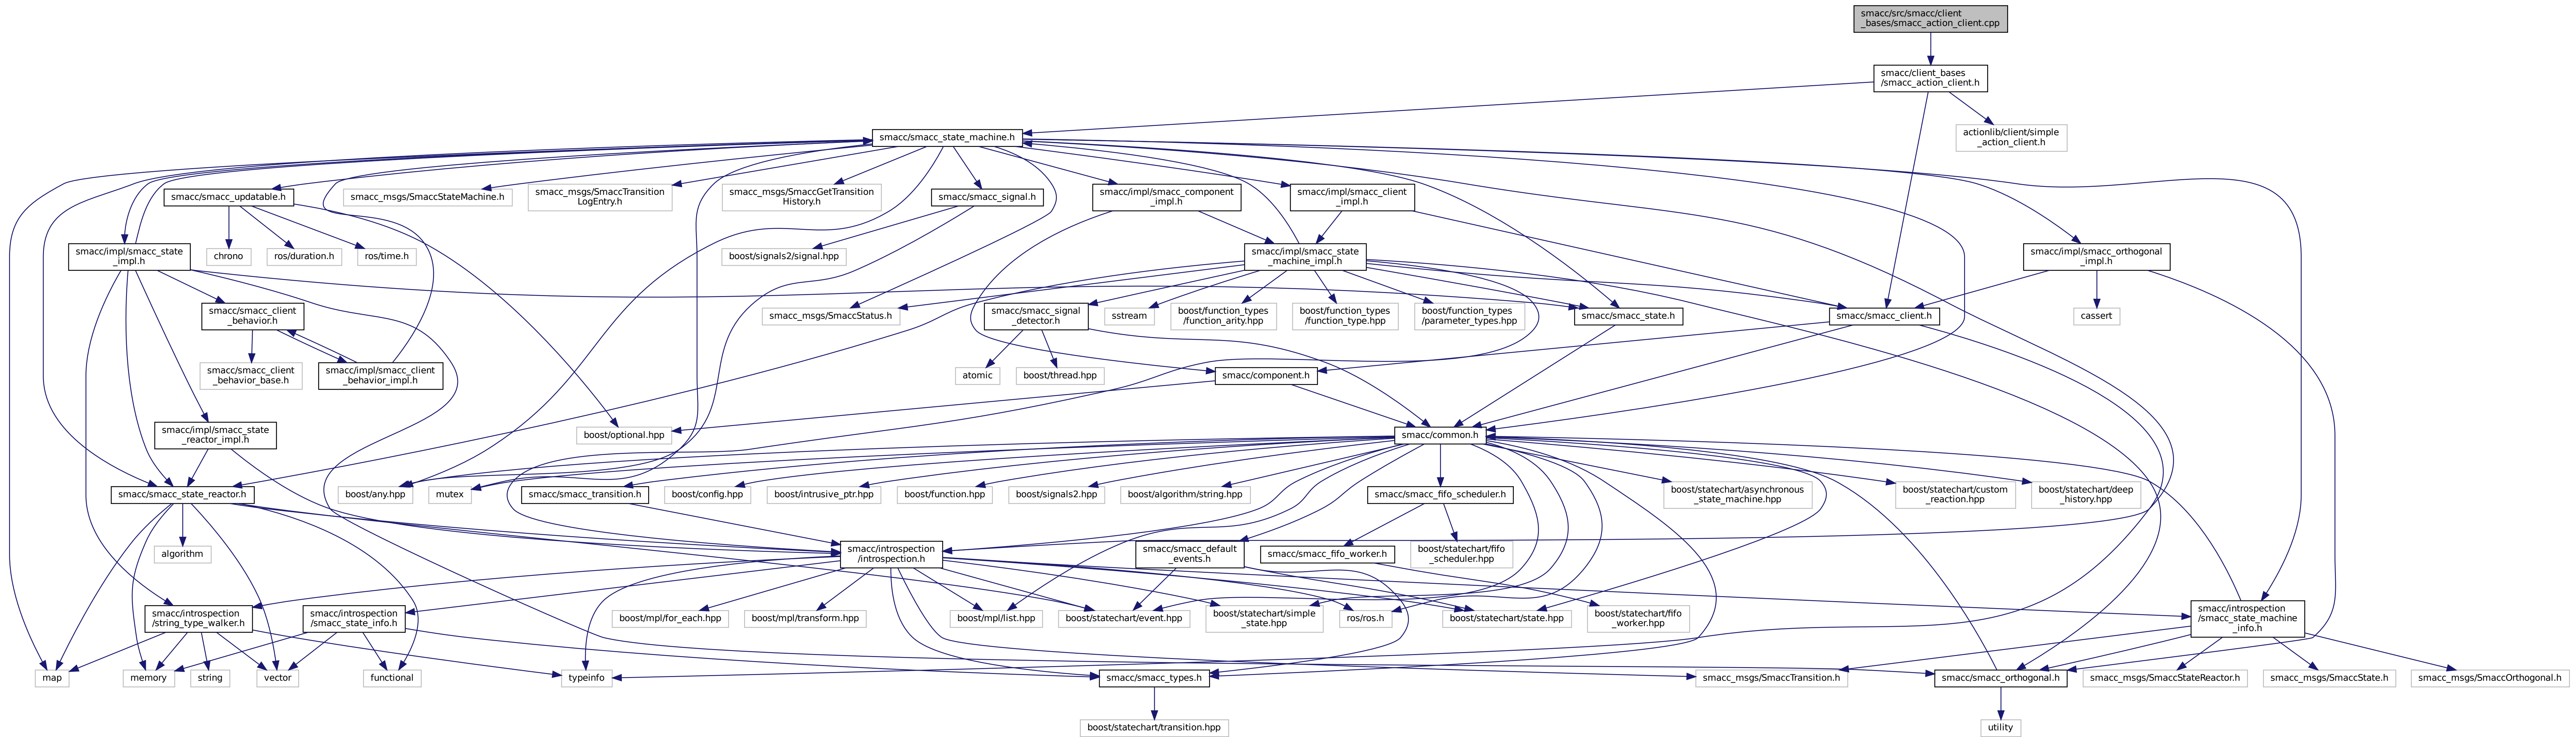 smacc/src/smacc/client
_bases/smacc_action_client.cpp
smacc/client_bases
/smacc_action_client.h
actionlib/client/simple
_action_client.h
smacc/smacc_state_machine.h
smacc/smacc_updatable.h
smacc_msgs/SmaccStateMachine.h
smacc_msgs/SmaccTransition
LogEntry.h
smacc_msgs/SmaccGetTransition
History.h
smacc/smacc_signal.h
smacc/impl/smacc_component
_impl.h
smacc/impl/smacc_client
_impl.h
smacc/impl/smacc_state
_impl.h
chrono
ros/duration.h
ros/time.h
boost/signals2/signal.hpp
smacc/impl/smacc_state
_machine_impl.h
smacc/impl/smacc_orthogonal
_impl.h
smacc/smacc_client
_behavior.h
smacc_msgs/SmaccStatus.h
smacc/smacc_signal
_detector.h
sstream
boost/function_types
/function_arity.hpp
boost/function_types
/function_type.hpp
boost/function_types
/parameter_types.hpp
smacc/smacc_state.h
smacc/smacc_client.h
cassert
smacc/smacc_client
_behavior_base.h
smacc/impl/smacc_client
_behavior_impl.h
atomic
boost/thread.hpp
smacc/component.h
smacc/impl/smacc_state
_reactor_impl.h
boost/optional.hpp
smacc/common.h
smacc/smacc_state_reactor.h
boost/any.hpp
mutex
smacc/smacc_transition.h
boost/config.hpp
boost/intrusive_ptr.hpp
boost/function.hpp
boost/signals2.hpp
boost/algorithm/string.hpp
smacc/smacc_fifo_scheduler.h
boost/statechart/asynchronous
_state_machine.hpp
boost/statechart/custom
_reaction.hpp
boost/statechart/deep
_history.hpp
algorithm
smacc/introspection
/introspection.h
smacc/smacc_default
_events.h
smacc/smacc_fifo_worker.h
boost/statechart/fifo
_scheduler.hpp
smacc/introspection
/string_type_walker.h
smacc/introspection
/smacc_state_info.h
boost/mpl/for_each.hpp
boost/mpl/transform.hpp
boost/mpl/list.hpp
boost/statechart/event.hpp
boost/statechart/simple
_state.hpp
ros/ros.h
boost/statechart/state.hpp
boost/statechart/fifo
_worker.hpp
smacc/introspection
/smacc_state_machine
_info.h
map
memory
string
vector
functional
typeinfo
smacc/smacc_types.h
smacc_msgs/SmaccTransition.h
smacc/smacc_orthogonal.h
smacc_msgs/SmaccStateReactor.h
smacc_msgs/SmaccState.h
smacc_msgs/SmaccOrthogonal.h
boost/statechart/transition.hpp
utility